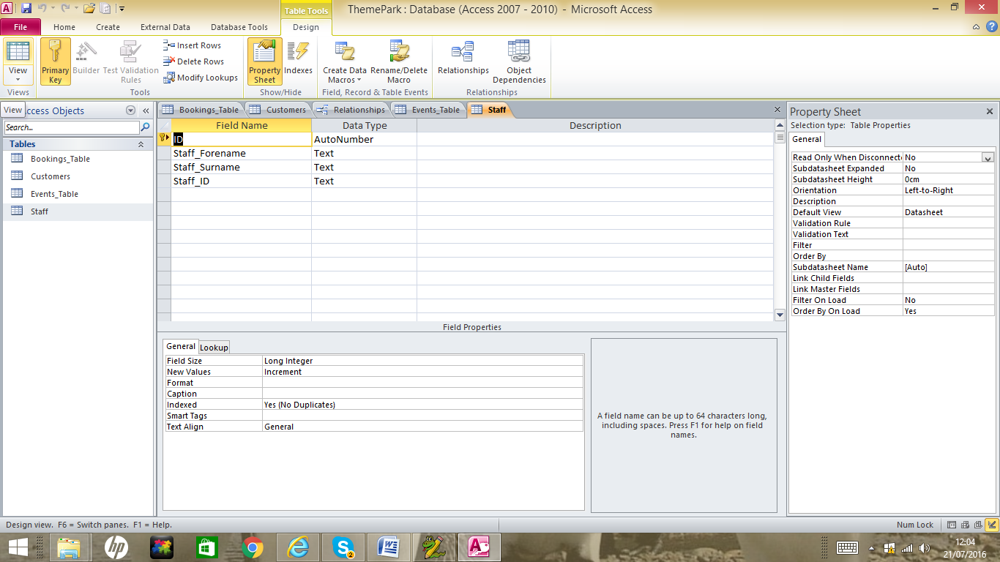 Table Tools
ThemePark : Database (Access 2007 - 2010) - Microsoft Access
File Home Create External Data Database Tools Design
View
Primary Key
Builder
Test Validation Rules
Insert Rows
Delete Rows
Modify Lookups
Property Sheet
Indexes
Create Data Macros
Rename/Delete Macro
Relationships
Object Dependencies
Views Tools Show/Hide Field, Record & Table Events Relationships
View
ccess Objects
Search...
Tables
Bookings_Table
Customers
Events_Table
Staff
Bookings_Table Customers Relationships Events_Table Staff
Field Name Data Type Description
ID AutoNumber
Staff_Forename Text
Staff_Surname Text
Staff_ID Text
Field Properties
General Lookup
Field Size Long Integer
New Values Increment
Format
Caption
Indexed Yes (No Duplicates)
Smart Tags
Text Align General
A field name can be up to 64 characters long,
including spaces. Press F1 for help on field
names.
Property Sheet
Selection type: Table Properties
General
Read Only When Disconnect No
Subdatasheet Expanded No
Subdatasheet Height 0cm
Orientation Left-to-Right
Description
Default View Datasheet
Validation Rule
Validation Text
Filter
Order By
Subdatasheet Name [Auto]
Link Child Fields
Link Master Fields
Filter On Load No
Order By On Load Yes
Design view. F6 = Switch panes. F1 = Help.
Num Lock
hp
2
12:04
21/07/2016